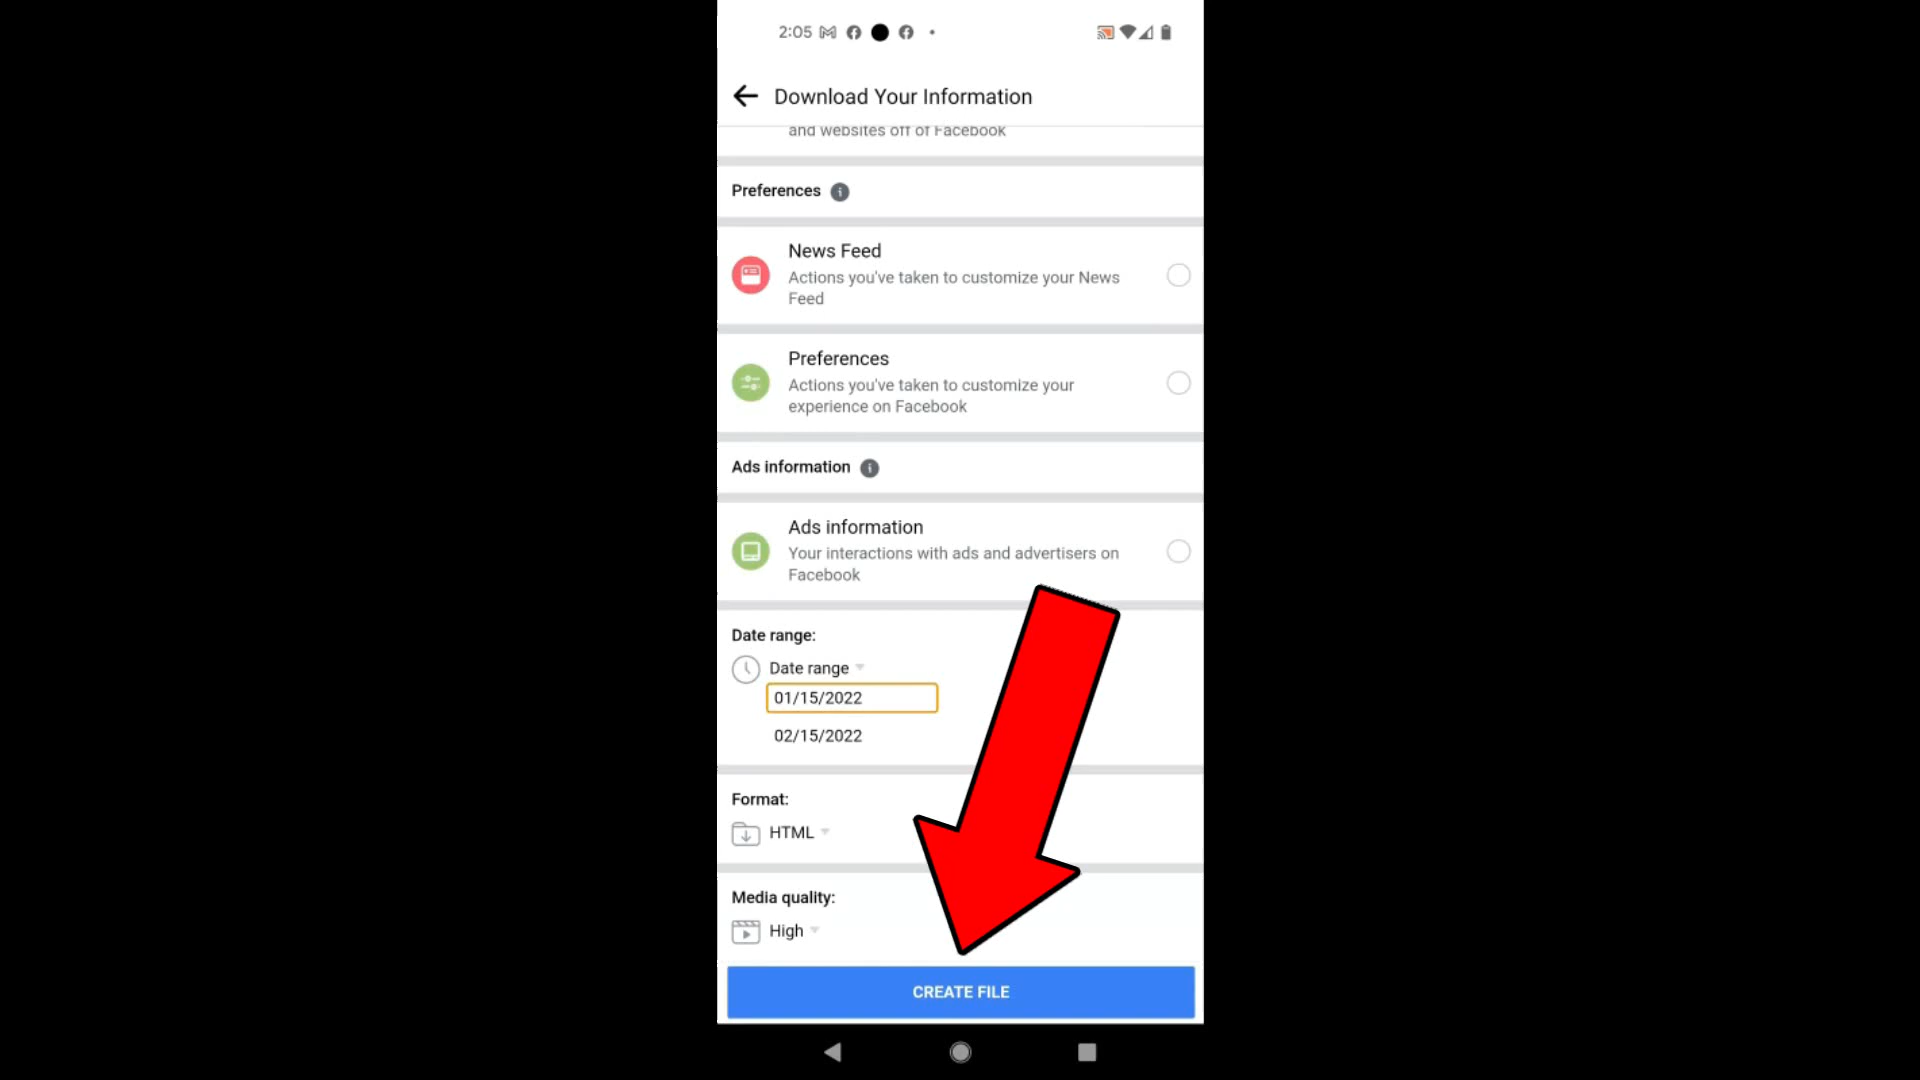 2:05
Download Your Information
and websites off of Facebook
Preferences
News Feed
Actions you've taken to customize your News
Feed
Preferences
Actions you've taken to customize your
experience on Facebook
Ads information
Ads information
Your interactions with ads and advertisers on
Facebook
Date range:
Date range
01/15/2022
02/15/2022
Format:
HTML
Media quality:
High
CREATE FILE